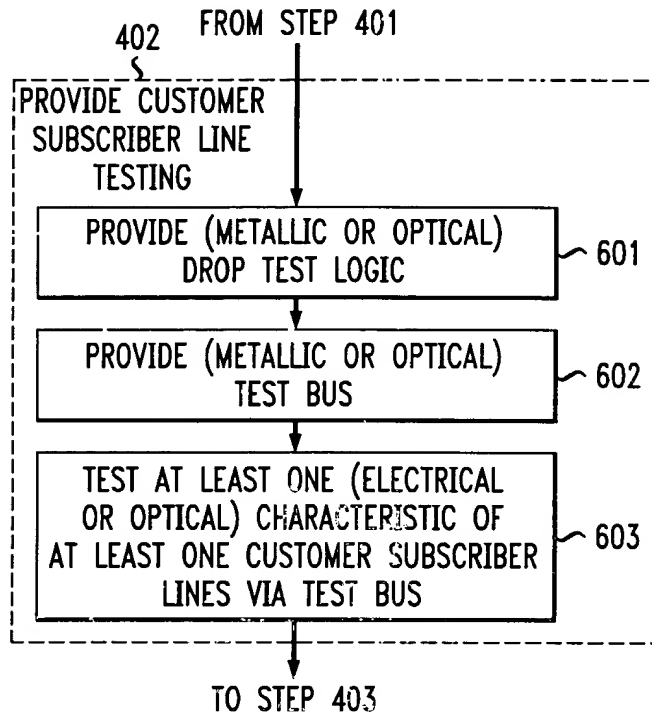 FROM STEP 401
402
PROVIDE CUSTOMER
SUBSCRIBER LINE
TESTING
PROVIDE (METALLIC OR OPTICAL)
DROP TEST LOGIC
601
PROVIDE (METALLIC OR OPTICAL)
TEST BUS
602
TEST AT LEAST ONE (ELECTRICAL
OR OPTICAL) CHARACTERISTIC OF
AT LEAST ONE CUSTOMER SUBSCRIBER
LINES VIA TEST BUS
603
TO STEP 403